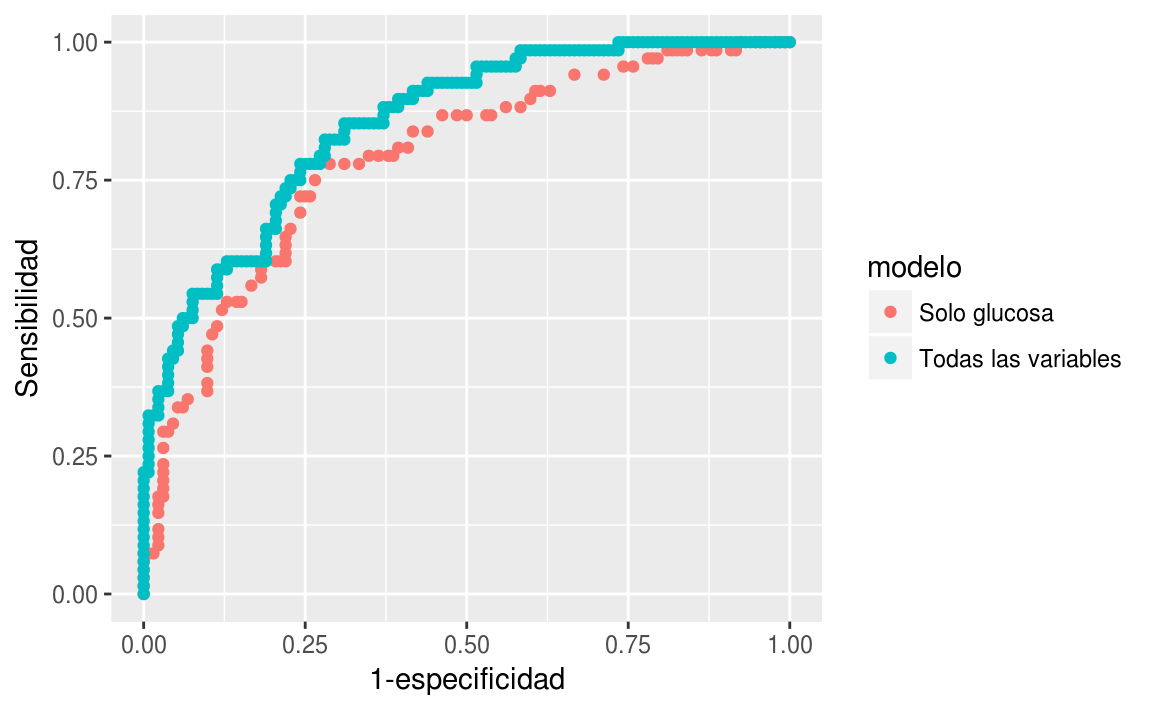 1.00
0.75
0.50
0.25
0.00
Sensibilidad
0.00 0.25 0.50 0.75 1.00
1-especificidad
modelo
Solo glucosa
Todas las variables